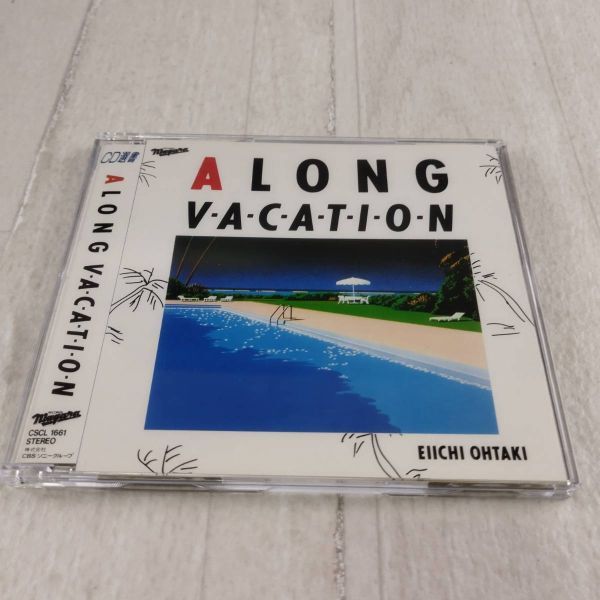 CD選書
A LONG V·A·C·A·T·I·O·N
Niagara
CSCL 1661
STEREO
株式会社
CBSソニーグループ
Niagara
A LONG
V·A·C·A·T·I·O·N
EIICHI OHTAKI